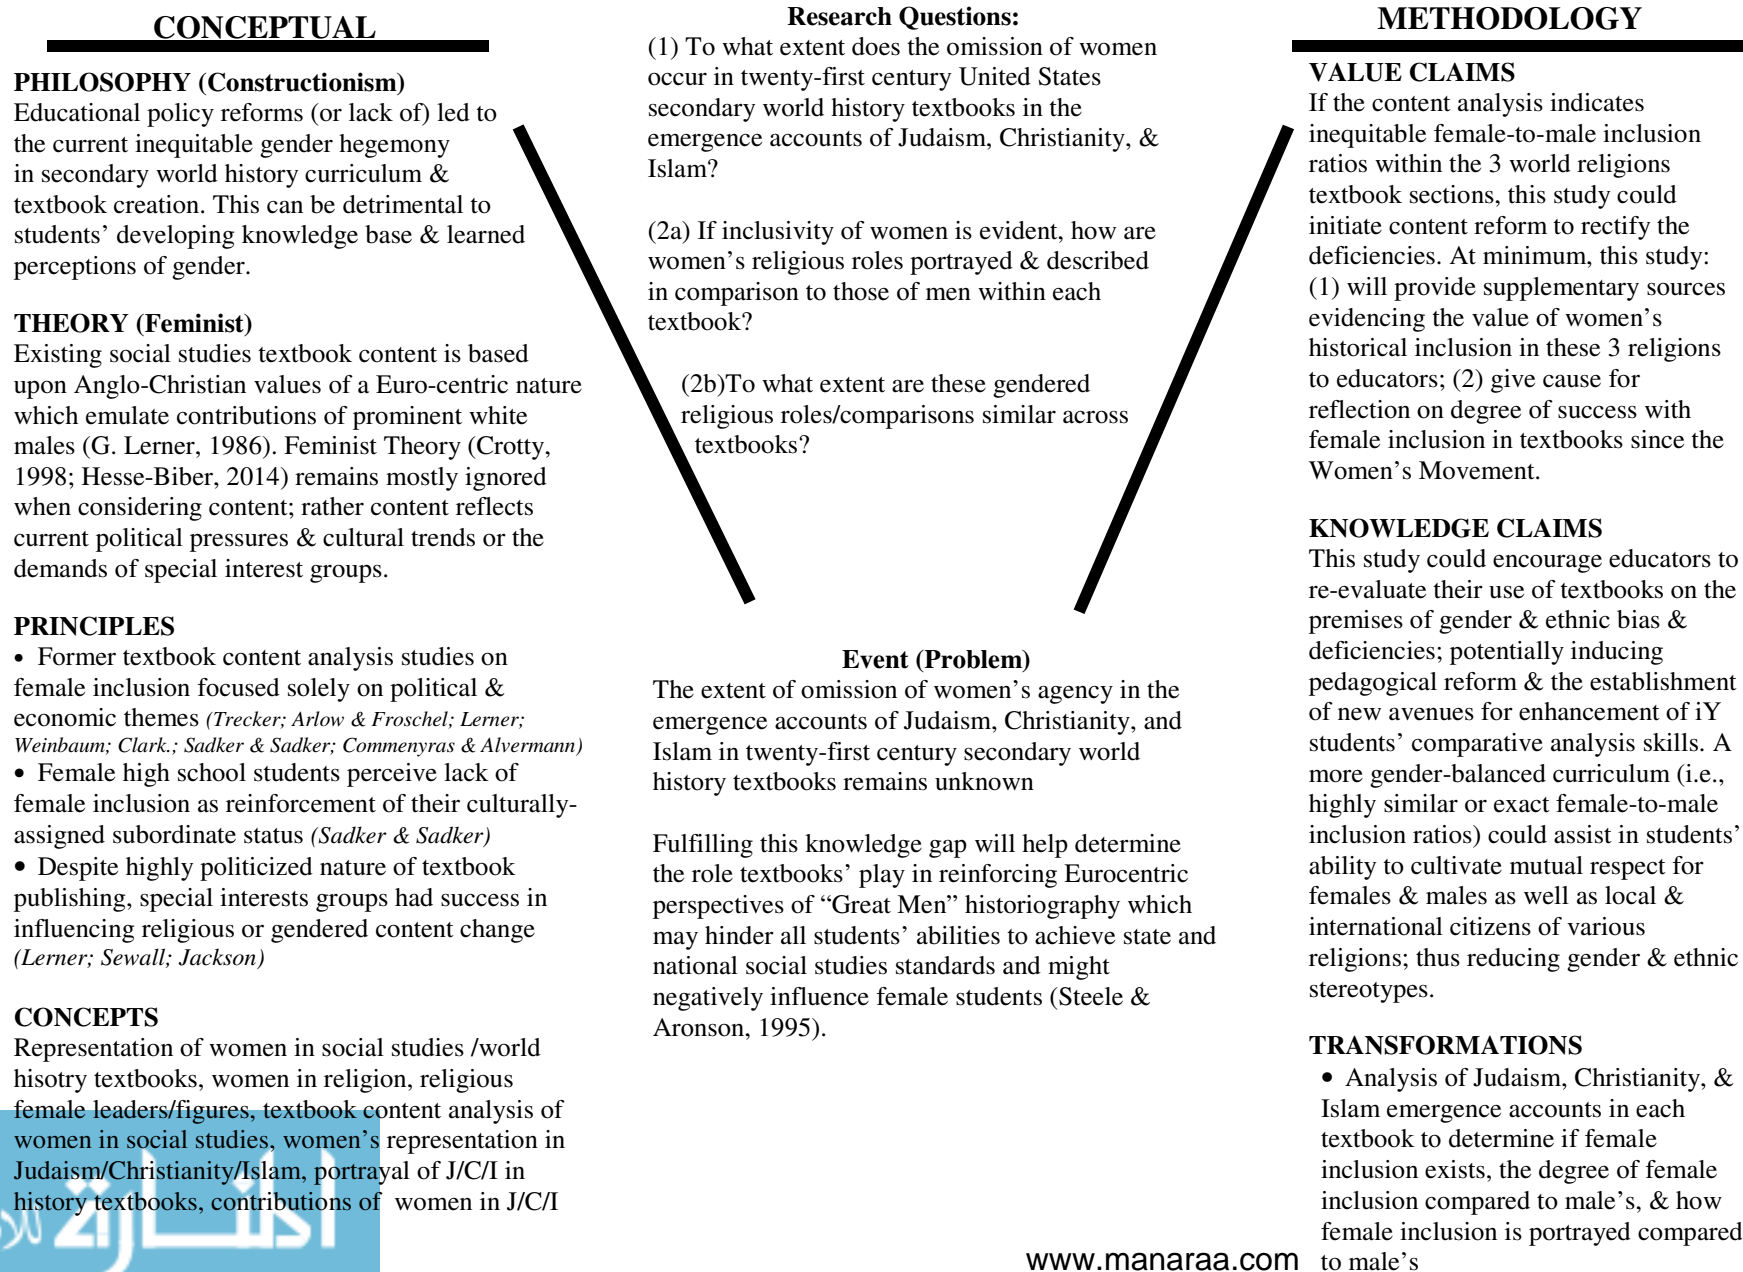 CONCEPTUAL
PHILOSOPHY (Constructionism)
Educational policy reforms (or lack of) led to
the current inequitable gender hegemony
in secondary world history curriculum &
textbook creation. This can be detrimental to
students’ developing knowledge base & learned
perceptions of gender.
THEORY (Feminist)
Existing social studies textbook content is based
upon Anglo-Christian values of a Euro-centric nature
which emulate contributions of prominent white
males (G. Lerner, 1986). Feminist Theory (Crotty,
1998; Hesse-Biber, 2014) remains mostly ignored
when considering content; rather content reflects
current political pressures & cultural trends or the
demands of special interest groups.
PRINCIPLES
• Former textbook content analysis studies on
female inclusion focused solely on political &
economic themes (Trecker; Arlow & Froschel; Lerner;
Weinbaum; Clark.; Sadker & Sadker; Commenyras & Alvermann)
• Female high school students perceive lack of
female inclusion as reinforcement of their culturally-
assigned subordinate status (Sadker & Sadker)
• Despite highly politicized nature of textbook
publishing, special interests groups had success in
influencing religious or gendered content change
(Lerner; Sewall; Jackson)
CONCEPTS
Representation of women in social studies /world
hisotry textbooks, women in religion, religious
female leaders/figures, textbook content analysis of
women in social studies, women’s representation in
Judaism/Christianity/Islam, portrayal of J/C/I in
history textbooks, contributions of women in J/C/I
Research Questions:
(1) To what extent does the omission of women
occur in twenty-first century United States
secondary world history textbooks in the
emergence accounts of Judaism, Christianity, &
Islam?
(2a) If inclusivity of women is evident, how are
women’s religious roles portrayed & described
in comparison to those of men within each
textbook?
(2b)To what extent are these gendered
religious roles/comparisons similar across
textbooks?
Event (Problem)
The extent of omission of women’s agency in the
emergence accounts of Judaism, Christianity, and
Islam in twenty-first century secondary world
history textbooks remains unknown
Fulfilling this knowledge gap will help determine
the role textbooks’ play in reinforcing Eurocentric
perspectives of “Great Men” historiography which
may hinder all students’ abilities to achieve state and
national social studies standards and might
negatively influence female students (Steele &
Aronson, 1995).
METHODOLOGY
VALUE CLAIMS
If the content analysis indicates
inequitable female-to-male inclusion
ratios within the 3 world religions
textbook sections, this study could
initiate content reform to rectify the
deficiencies. At minimum, this study:
(1) will provide supplementary sources
evidencing the value of women’s
historical inclusion in these 3 religions
to educators; (2) give cause for
reflection on degree of success with
female inclusion in textbooks since the
Women’s Movement.
KNOWLEDGE CLAIMS
This study could encourage educators to
re-evaluate their use of textbooks on the
premises of gender & ethnic bias &
deficiencies; potentially inducing
pedagogical reform & the establishment
of new avenues for enhancement of iY
students’ comparative analysis skills. A
more gender-balanced curriculum (i.e.,
highly similar or exact female-to-male
inclusion ratios) could assist in students’
ability to cultivate mutual respect for
females & males as well as local &
international citizens of various
religions; thus reducing gender & ethnic
stereotypes.
TRANSFORMATIONS
• Analysis of Judaism, Christianity, &
Islam emergence accounts in each
textbook to determine if female
inclusion exists, the degree of female
inclusion compared to male’s, & how
female inclusion is portrayed compared
to male’s
المنارة
www.manaraa.com